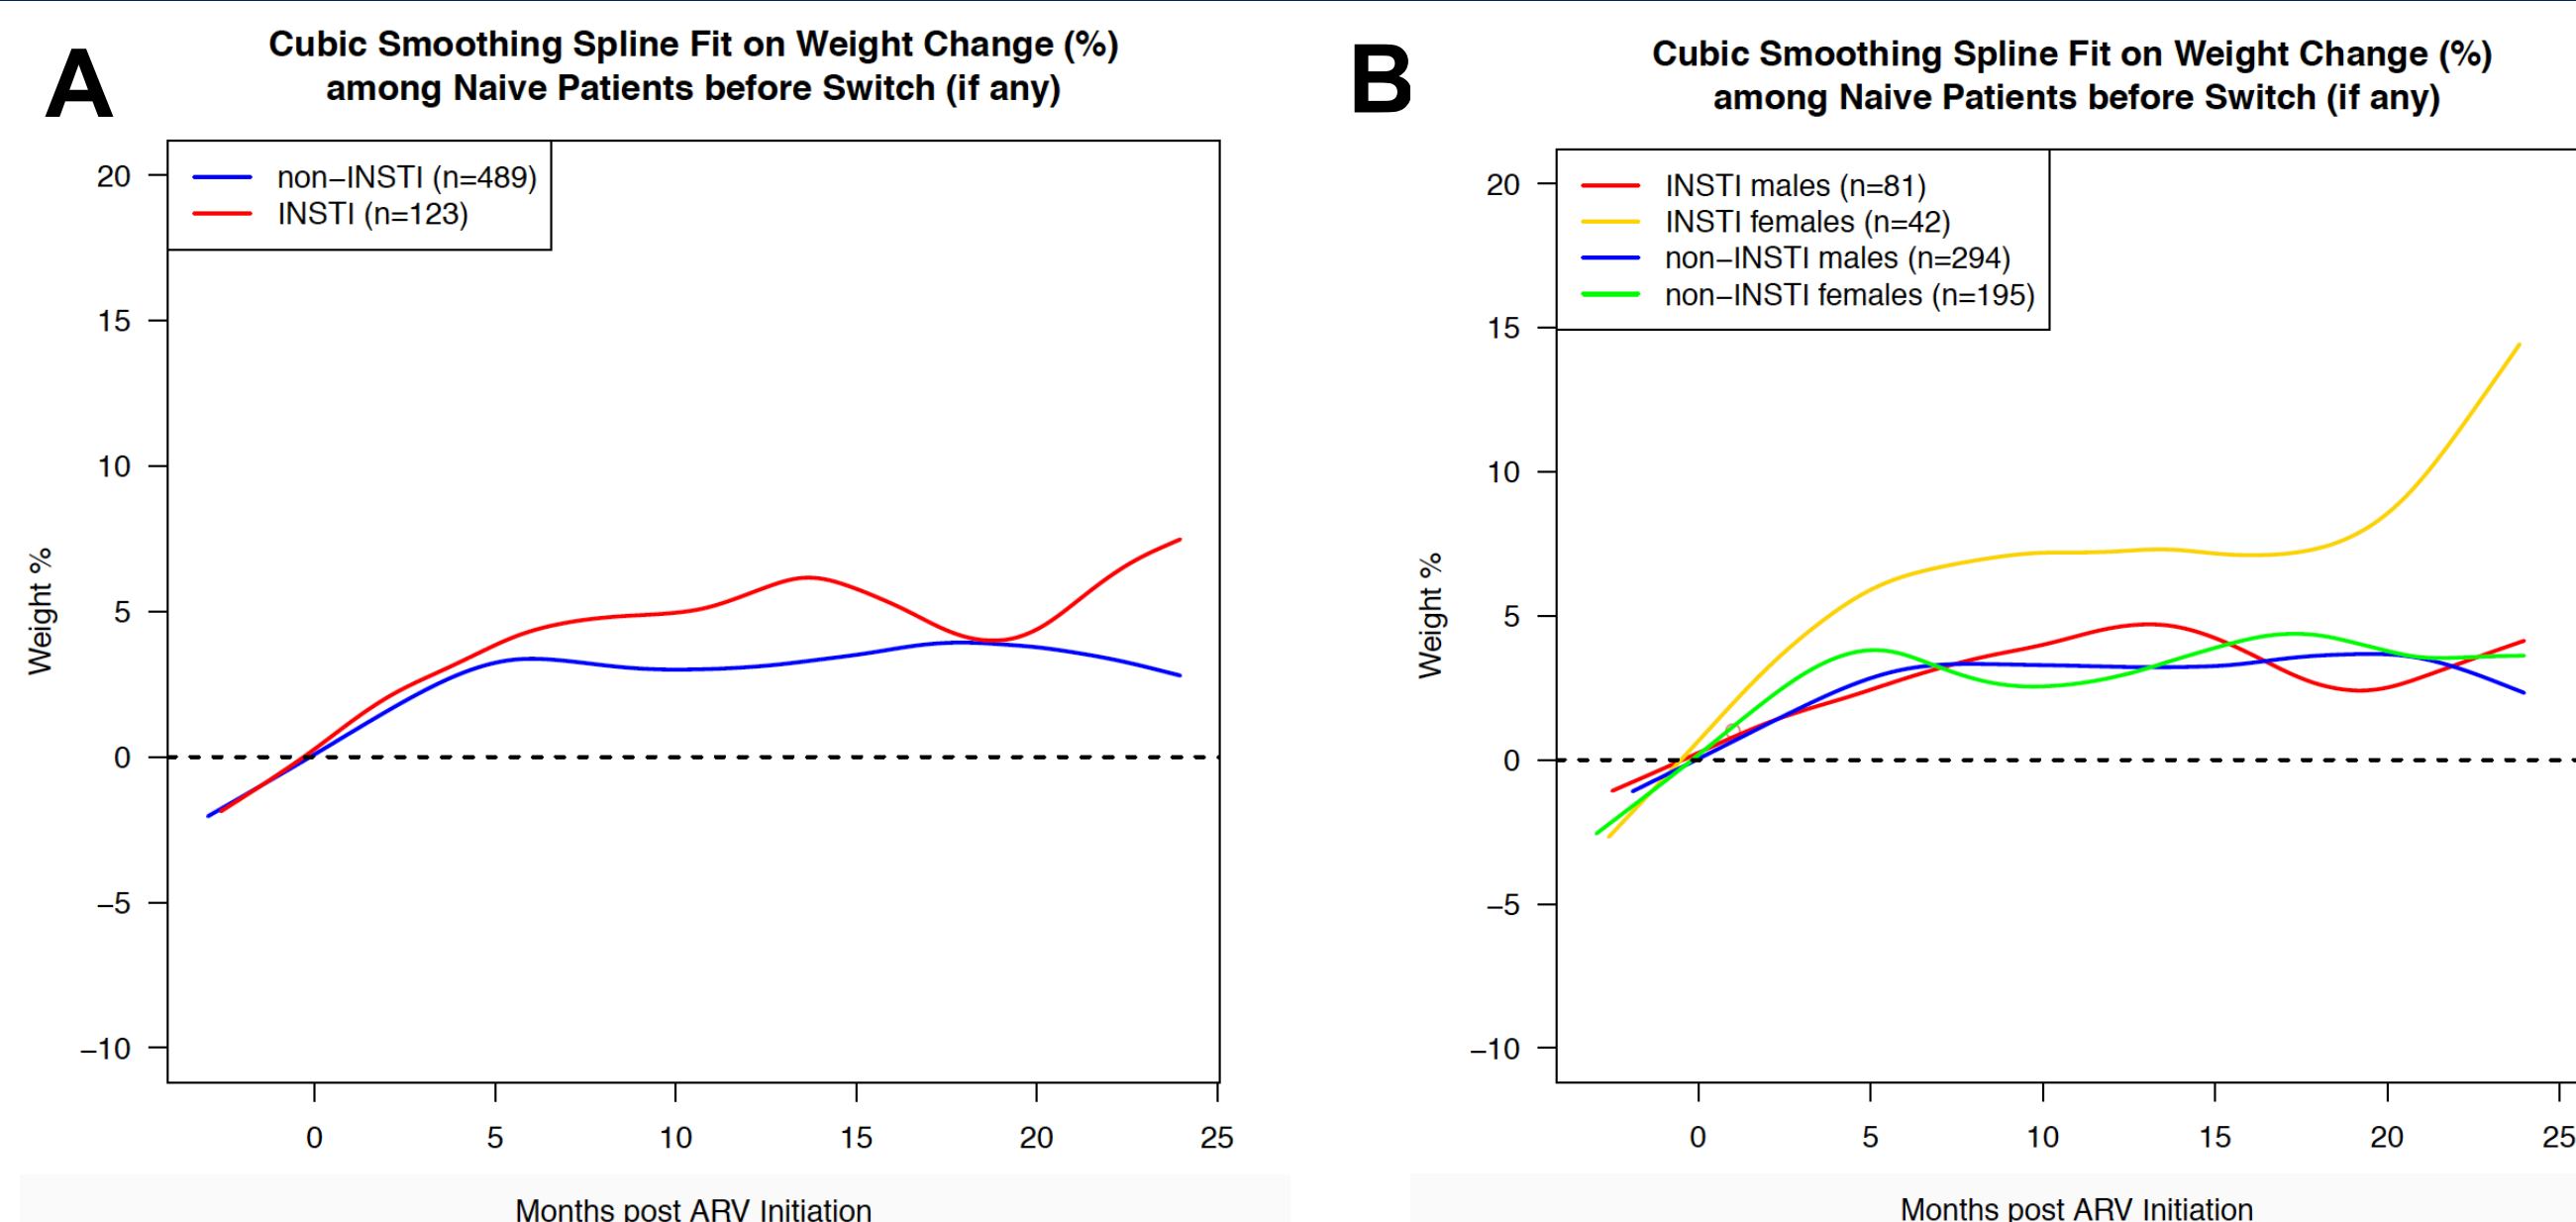 A
Cubic Smoothing Spline Fit on Weight Change (%)
among Naive Patients before Switch (if any)
non−INSTI (n=489)
INSTI (n=123)
Weight %
20
15
10
5
0
−5
−10
0 5 10 15 20 25
Months post ARV Initiation
B
Cubic Smoothing Spline Fit on Weight Change (%)
among Naive Patients before Switch (if any)
INSTI males (n=81)
INSTI females (n=42)
non−INSTI males (n=294)
non−INSTI females (n=195)
Weight %
20
15
10
5
0
−5
−10
0 5 10 15 20 25
Months post ARV Initiation